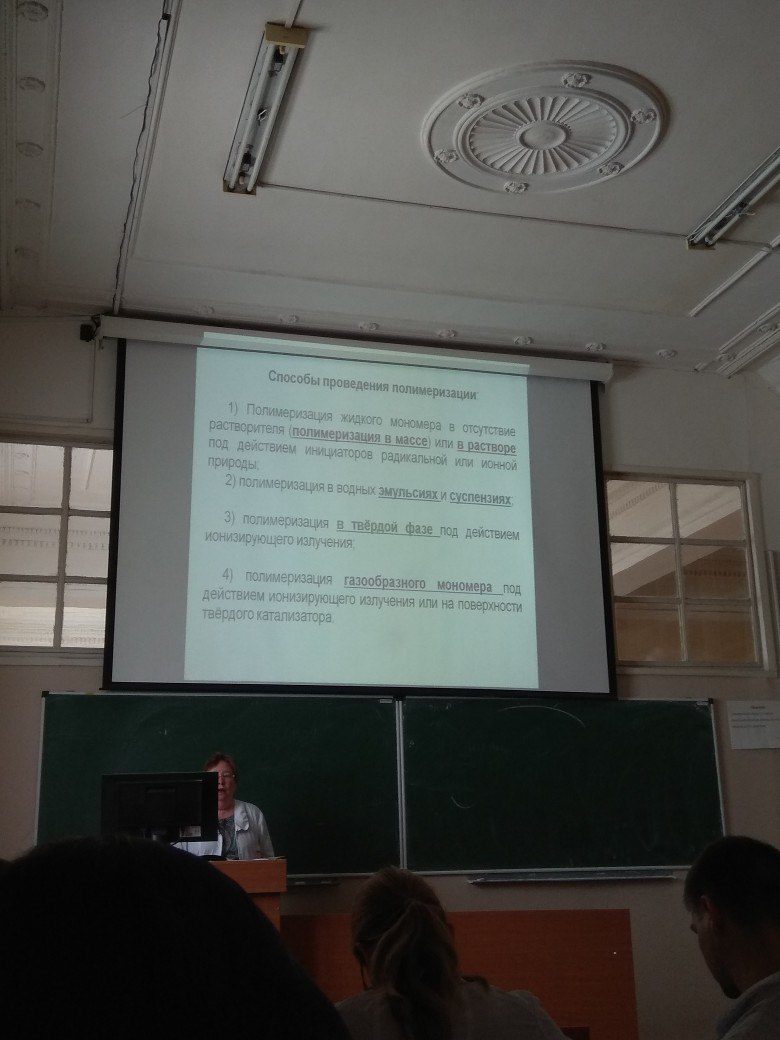 Способы проведения полимеризации:
1) Полимеризация жидкого мономера в отсутствие
растворителя (полимеризация в массе) или в растворе
под действием инициаторов радикальной или ионной
природы;
2) полимеризация в водных эмульсиях и суспензиях;
3) полимеризация в твёрдой фазе под действием
ионизирующего излучения;
4) полимеризация газообразного мономера под
действием ионизирующего излучения или на поверхности
твёрдого катализатора.